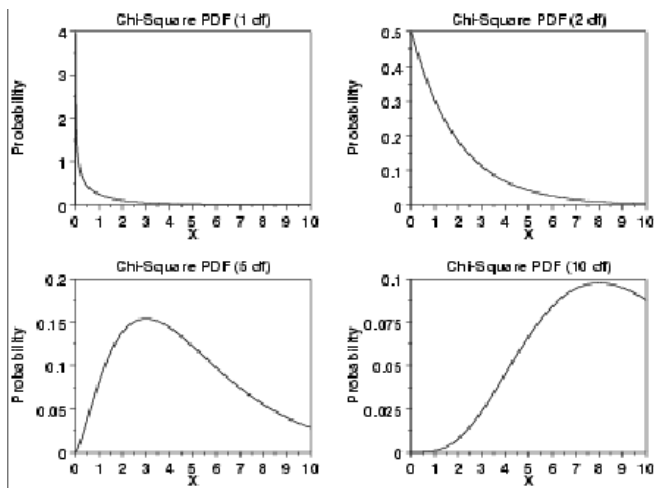 Chi-Square PDF (1 df)
4
3
2
1
0
Probability
0 1 2 3 4 5 6 7 8 9 10
X
Chi-Square PDF (2 df)
0.5
0.4
0.3
0.2
0.1
0
Probability
0 1 2 3 4 5 6 7 8 9 10
X
Chi-Square PDF (5 df)
0.2
0.15
0.1
0.05
0
Probability
0 1 2 3 4 5 6 7 8 9 10
X
Chi-Square PDF (10 df)
0.1
0.075
0.05
0.025
0
Probability
0 1 2 3 4 5 6 7 8 9 10
X